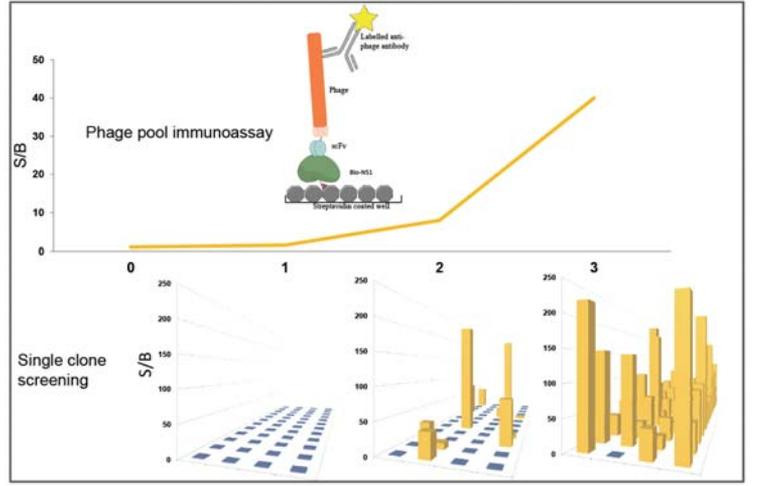 Labelled anti-
phage antibody
50
40
30
20
10
0
S/B
Phage pool immunoassay
Phage
scFv
Bio-NS1
Streptavidin coated well
0
1
2
3
Single clone
screening
S/B
250
200
150
100
50
0
250
200
150
100
50
0
250
200
150
100
50
0